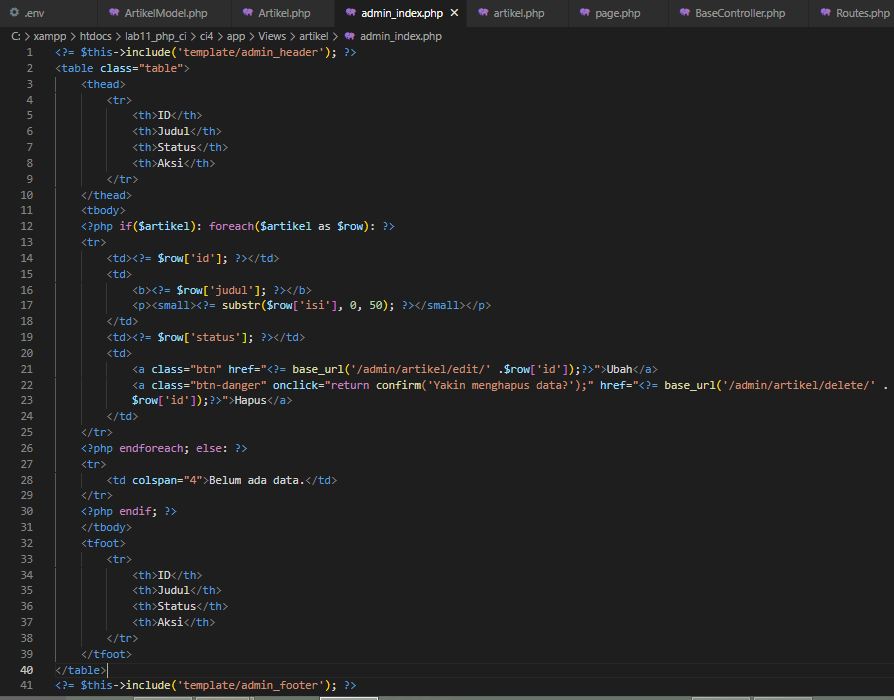 .env ArtikelModel.php Artikel.php admin_index.php artikel.php page.php BaseController.php Routes.php
C: > xampp > htdocs > lab11_php_ci > ci4 > app > Views > artikel > admin_index.php
1 <?= $this->include('template/admin_header'); ?>
2 <table class="table">
3 <thead>
4 <tr>
5 <th>ID</th>
6 <th>Judul</th>
7 <th>Status</th>
8 <th>Aksi</th>
9 </tr>
10 </thead>
11 <tbody>
12 <?php if($artikel): foreach($artikel as $row): ?>
13 <tr>
14 <td><?= $row['id']; ?></td>
15 <td>
16 <b><?= $row['judul']; ?></b>
17 <p><small><?= substr($row['isi'], 0, 50); ?></small></p>
18 </td>
19 <td><?= $row['status']; ?></td>
20 <td>
21 <a class="btn" href="<?= base_url('/admin/artikel/edit/' .$row['id']);?>">Ubah</a>
22 <a class="btn-danger" onclick="return confirm('Yakin menghapus data?');" href="<?= base_url('/admin/artikel/delete/' .
23 $row['id']);?>">Hapus</a>
24 </td>
25 </tr>
26 <?php endforeach; else: ?>
27 <tr>
28 <td colspan="4">Belum ada data.</td>
29 </tr>
30 <?php endif; ?>
31 </tbody>
32 <tfoot>
33 <tr>
34 <th>ID</th>
35 <th>Judul</th>
36 <th>Status</th>
37 <th>Aksi</th>
38 </tr>
39 </tfoot>
40 </table>
41 <?= $this->include('template/admin_footer'); ?>